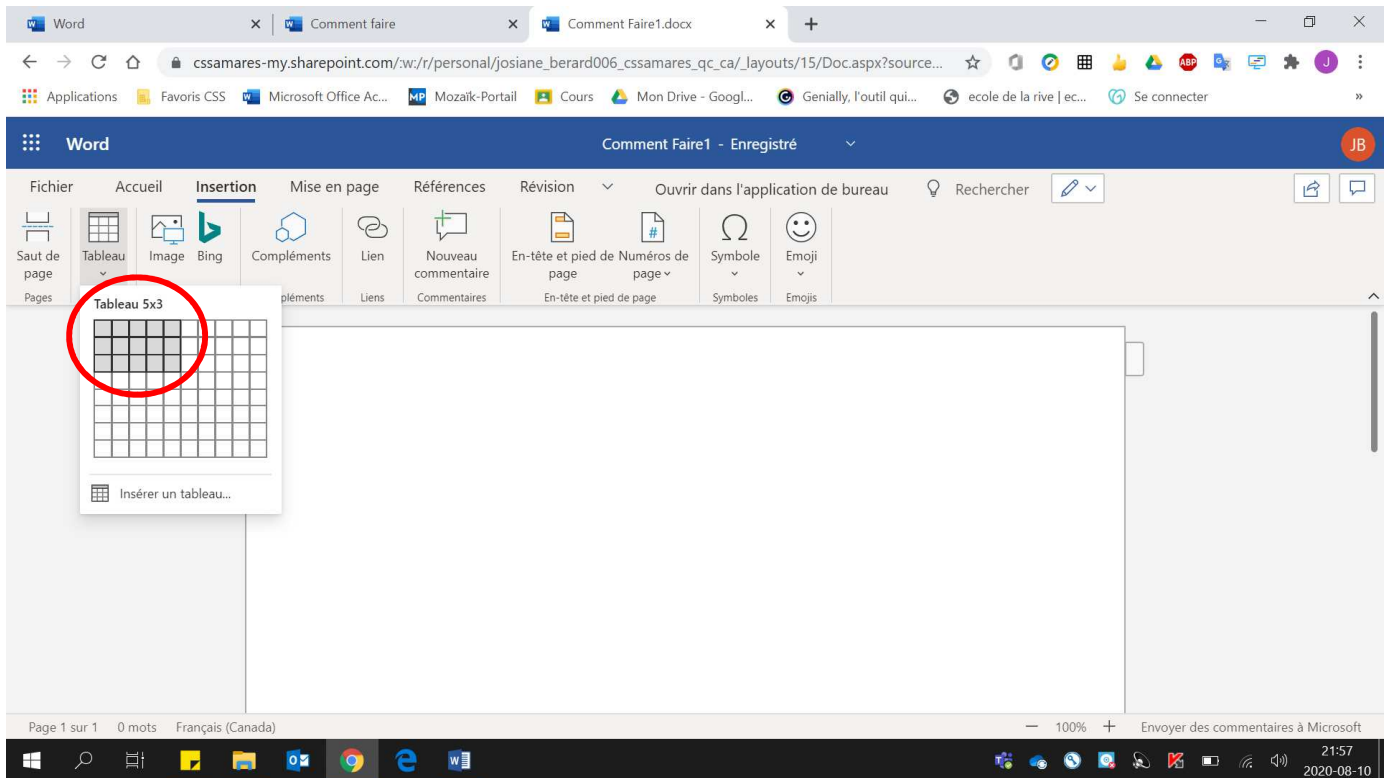 Word
Comment faire
Comment Faire1.docx
cssamares-my.sharepoint.com/:w:/r/personal/josiane_berard006_cssamares_qc_ca/_layouts/15/Doc.aspx?source...
J
Applications
Favoris CSS
Microsoft Office Ac...
MP Mozaïk-Portail
Cours
Mon Drive - Googl...
Genially, l'outil qui...
ecole de la rive | ec...
Se connecter
»
Word
Comment Faire1 - Enregistré
JB
Fichier
Accueil
Insertion
Mise en page
Références
Révision
Ouvrir dans l'application de bureau
Rechercher
Saut de page
Tableau
Image
Bing
Compléments
Lien
Nouveau commentaire
En-tête et pied de page
Numéros de page
Symbole
Emoji
Pages
pléments
Liens
Commentaires
En-tête et pied de page
Symboles
Emojis
Tableau 5x3
Insérer un tableau...
Page 1 sur 1
0 mots
Français (Canada)
100%
Envoyer des commentaires à Microsoft
21:57
2020-08-10